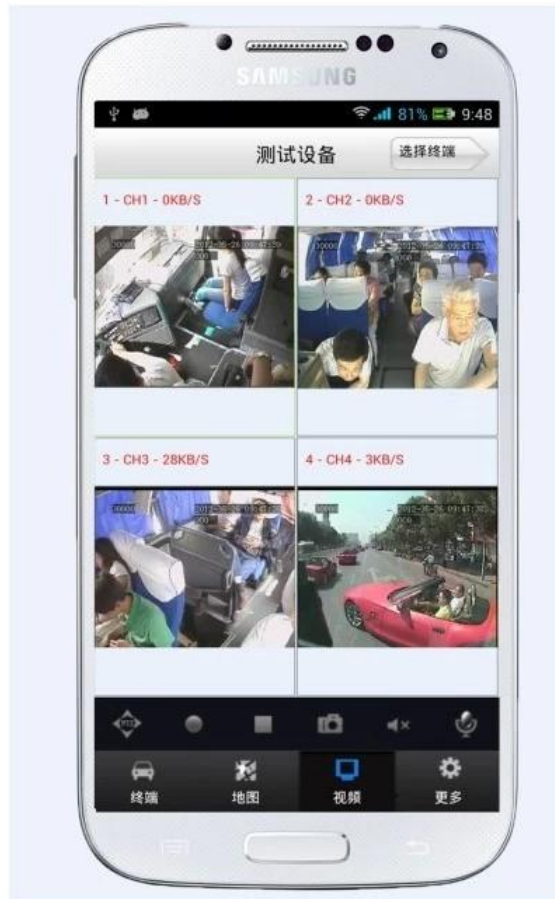 SAMSUNG
81% 9:48
测试设备
选择终端
1 - CH1 - 0KB/S
2 - CH2 - 0KB/S
3 - CH3 - 28KB/S
4 - CH4 - 3KB/S
PTZ
终端
地图
视频
更多